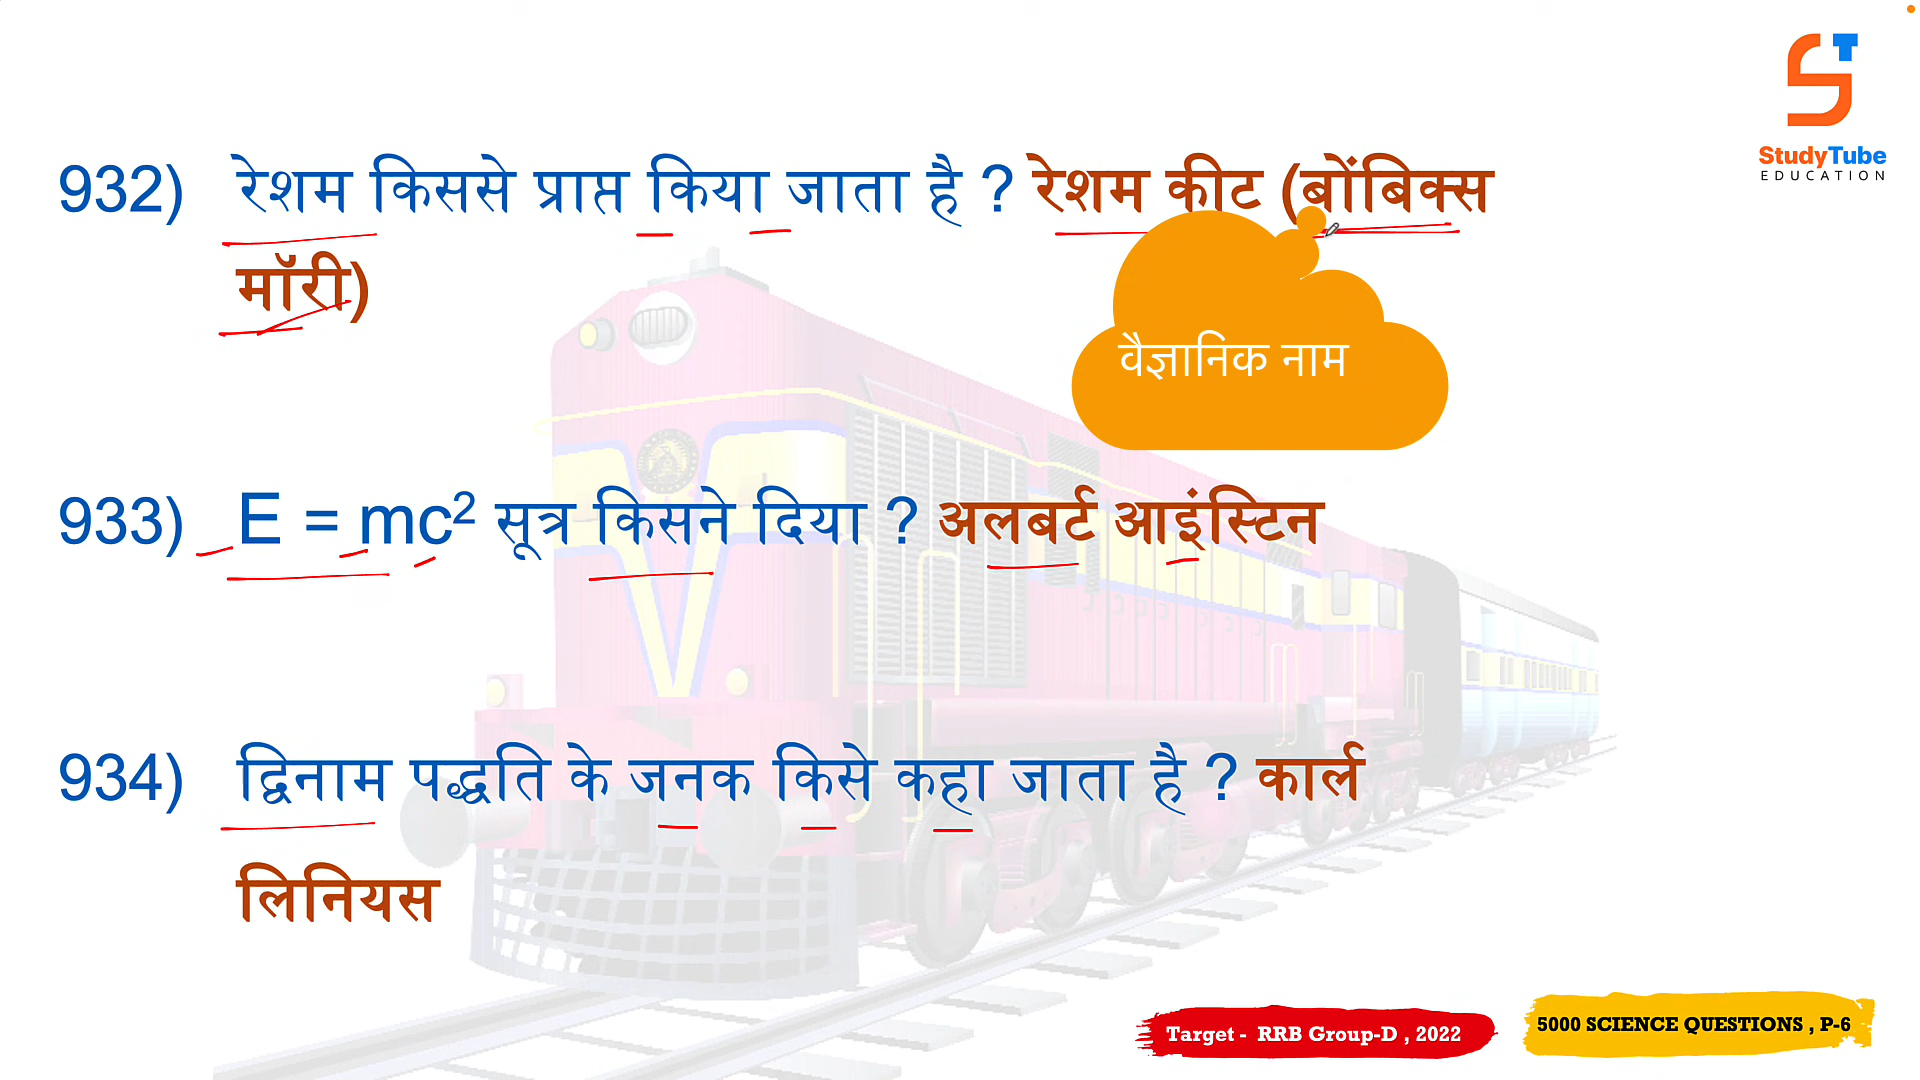 StudyTube
EDUCATION
932) रेशम किससे प्राप्त किया जाता है ? रेशम कीट (बोंबिक्स
मॉरी)
वैज्ञानिक नाम
933) E = mc² सूत्र किसने दिया ? अलबर्ट आइंस्टिन
934) द्विनाम पद्धति के जनक किसे कहा जाता है ? कार्ल
लिनियस
Target - RRB Group-D , 2022
5000 SCIENCE QUESTIONS , P-6